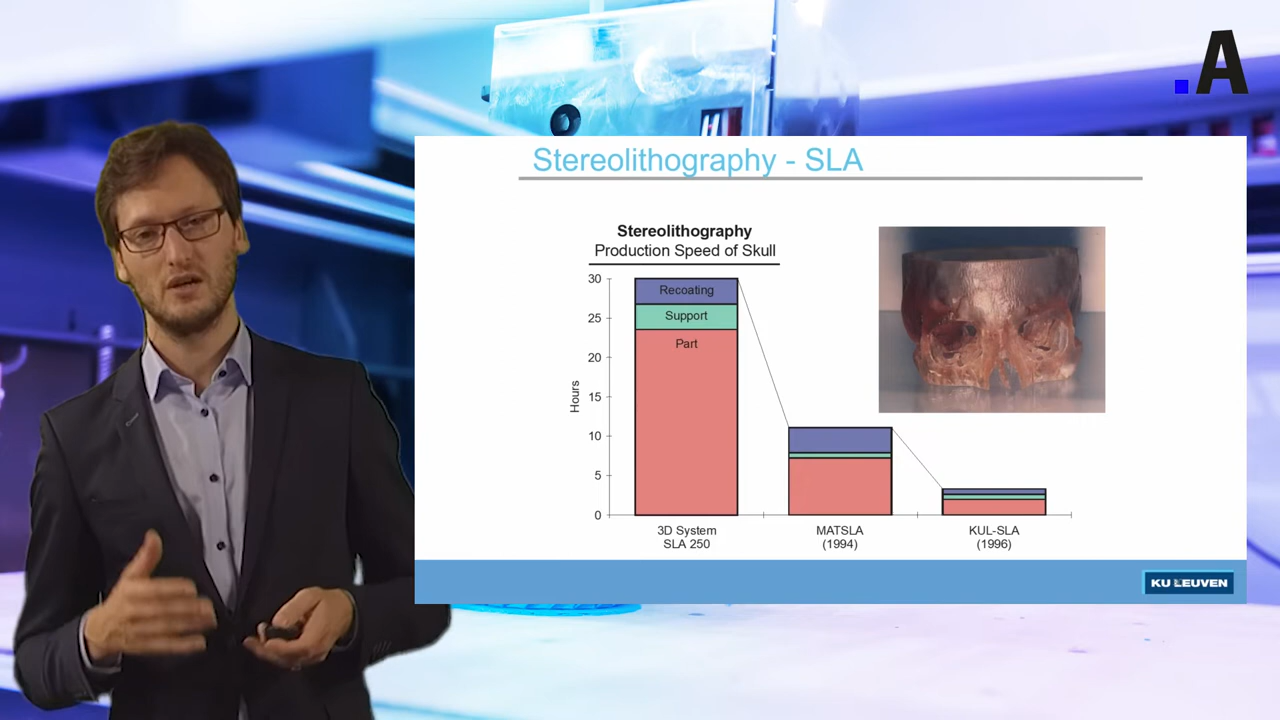 .A
Stereolithography - SLA
Stereolithography
Production Speed of Skull
30
25
20
15
10
5
0
Hours
Recoating
Support
Part
3D System
SLA 250
MATSLA
(1994)
KUL-SLA
(1996)
KU LEUVEN